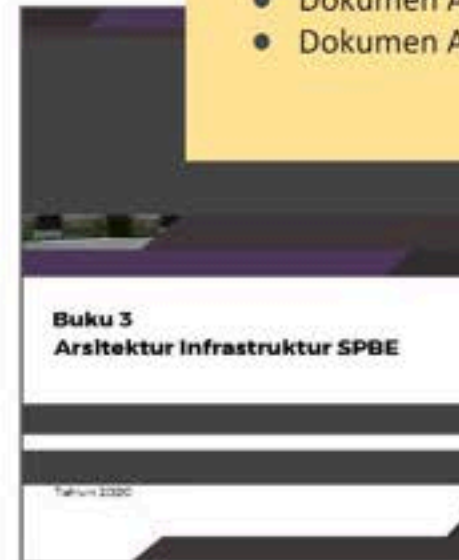 Dokumen A
Dokumen A
Buku 3
Arsitektur Infrastruktur SPBE
Tahun 2020